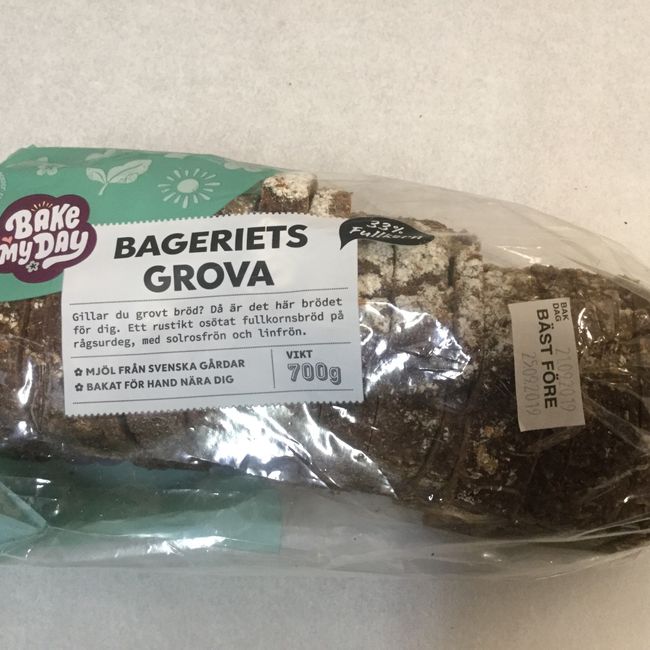 BAKE
MY DAY
BAGERIETS
GROVA
33%
Fullkorn
Gillar du grovt bröd? Då är det här brödet
för dig. Ett rustikt osötat fullkornsbröd på
rågsurdeg, med solrosfrön och linfrön.
MJÖL FRÅN SVENSKA GÅRDAR
BAKAT FÖR HAND NÄRA DIG
VIKT
700g
BAK
DAG
BÄST FÖRE